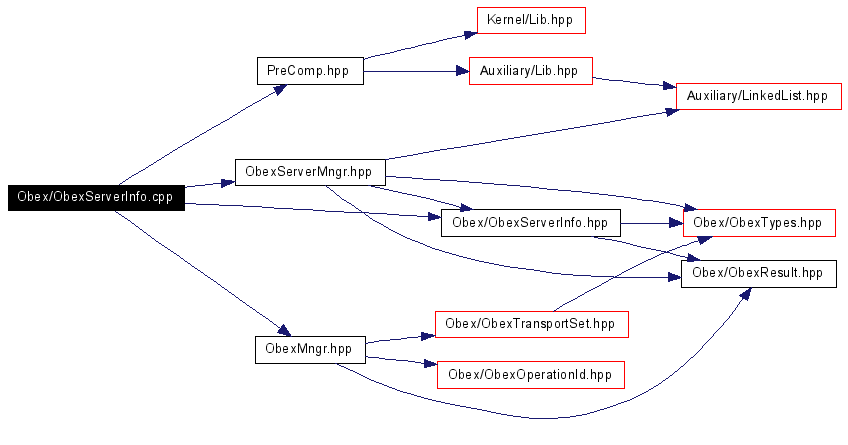 Kernel/Lib.hpp
PreComp.hpp
Auxiliary/Lib.hpp
Auxiliary/LinkedList.hpp
ObexServerMngr.hpp
Obex/ObexServerInfo.cpp
Obex/ObexServerInfo.hpp
Obex/ObexTypes.hpp
Obex/ObexResult.hpp
Obex/ObexTransportSet.hpp
ObexMngr.hpp
Obex/ObexOperationId.hpp